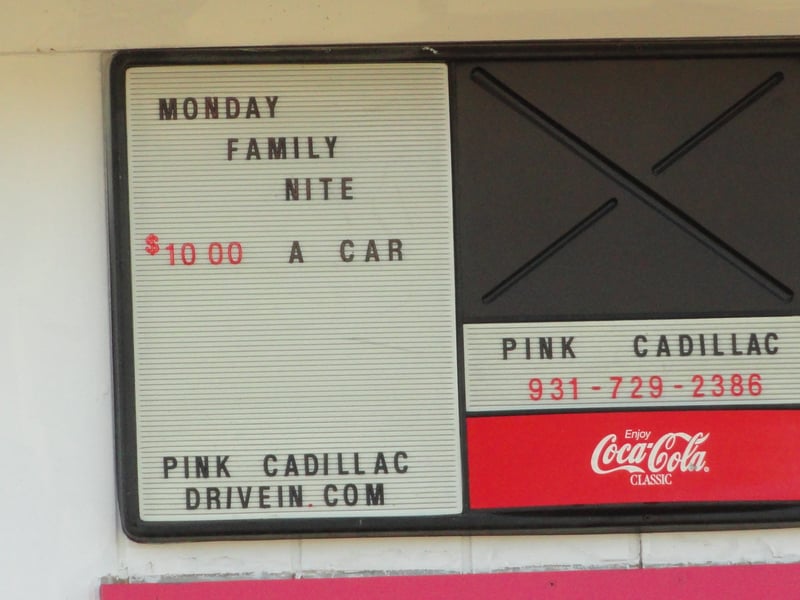 MONDAY
FAMILY
NITE
$10 00 A CAR
PINK CADILLAC
DRIVEIN.COM
PINK CADILLAC
931-729-2386
Enjoy
Coca-Cola
CLASSIC